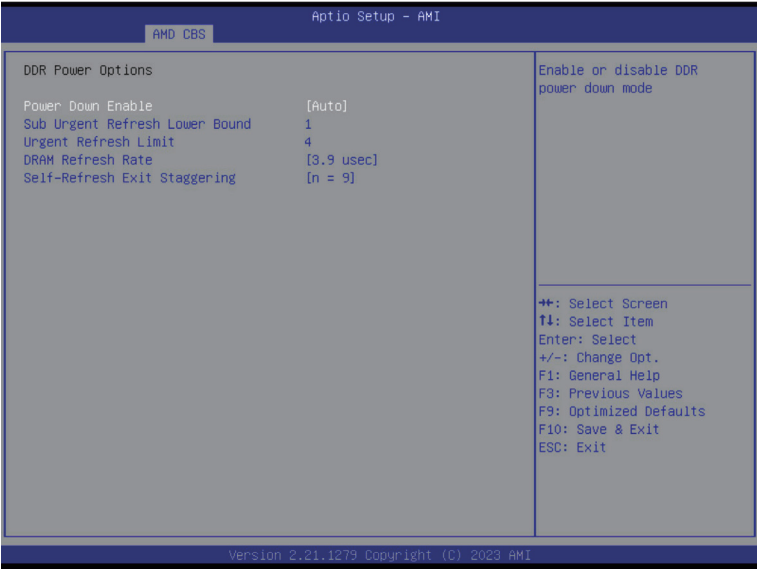 Aptio Setup – AMI
AMD CBS
DDR Power Options
Power Down Enable [Auto]
Sub Urgent Refresh Lower Bound 1
Urgent Refresh Limit 4
DRAM Refresh Rate [3.9 usec]
Self-Refresh Exit Staggering [n = 9]
Enable or disable DDR
power down mode
→←: Select Screen
↑↓: Select Item
Enter: Select
+/-: Change Opt.
F1: General Help
F3: Previous Values
F9: Optimized Defaults
F10: Save & Exit
ESC: Exit
Version 2.21.1279 Copyright (C) 2023 AMI